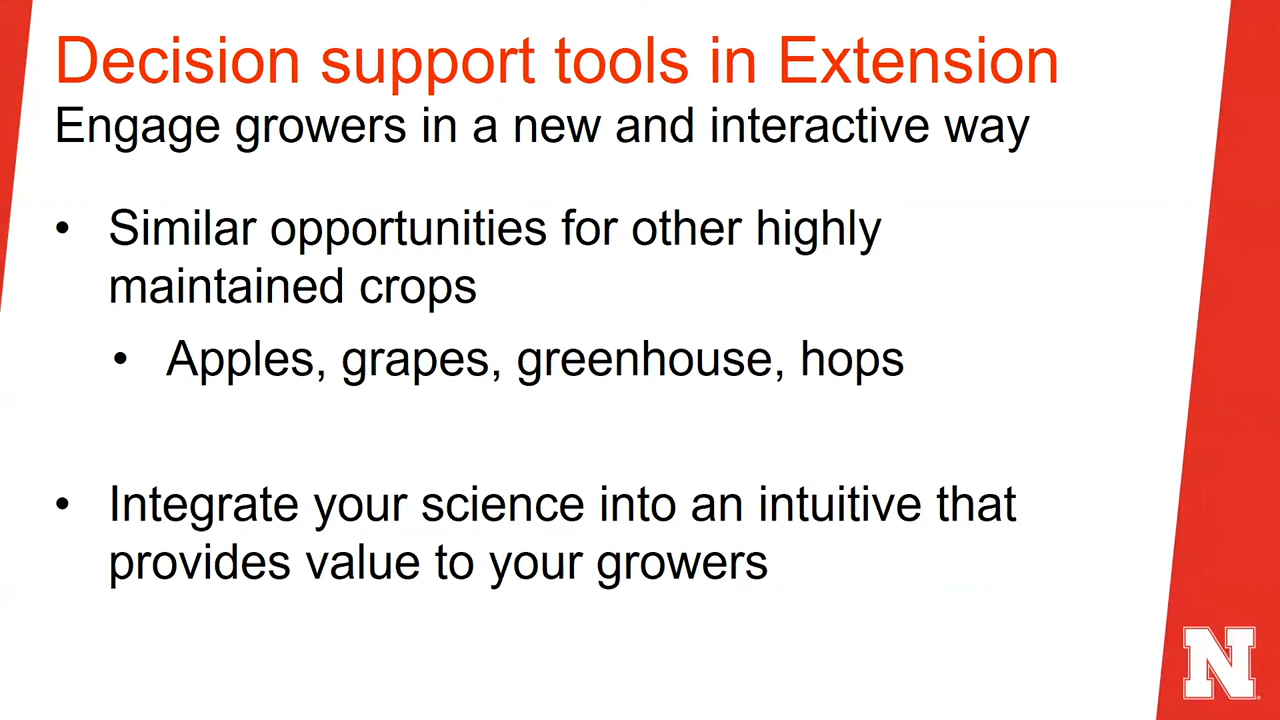 Decision support tools in Extension
Engage growers in a new and interactive way
• Similar opportunities for other highly
maintained crops
• Apples, grapes, greenhouse, hops
• Integrate your science into an intuitive that
provides value to your growers
N